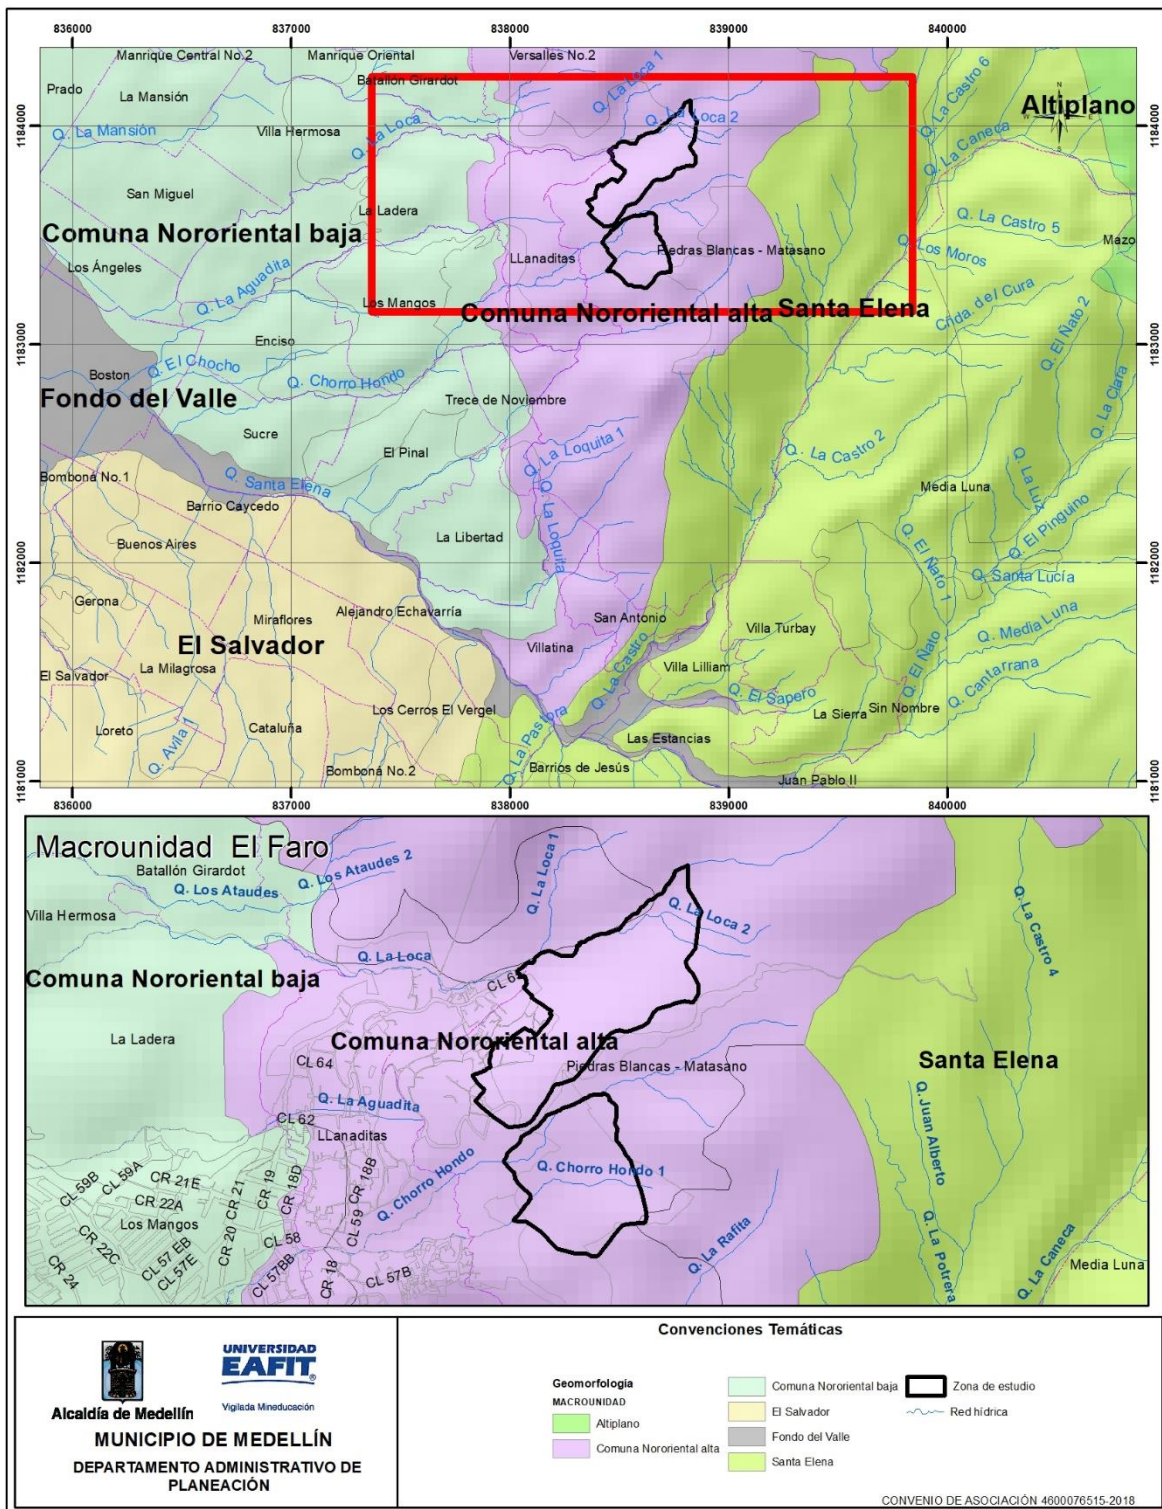 836000 837000 838000 839000 840000
Manrique Central No.2
Manrique Oriental
Versalles No.2
Prado
La Mansión
Batallón Girardot
Q. La Loca 1
Q. La Castro 6
Altiplano
N
W E
S
1184000
1184000
Q. La Mansión
Villa Hermosa
Q. La Loca
Q. La Loca 2
Q. La Caneca
San Miguel
La Ladera
Q. La Castro 5
Comuna Nororiental baja
Mazo
Los Ángeles
LLanaditas
Piedras Blancas - Matasano
Q. Los Moros
Q. La Aguadita
Los Mangos
Comuna Nororiental alta
Santa Elena
Cñda. del Cura
Q. El Ñato 2
1183000
1183000
Enciso
Boston
Q. El Chocho
Q. Chorro Hondo
Q. La Clara
Fondo del Valle
Trece de Noviembre
Sucre
El Pinal
Q. La Loquita 1
Q. La Castro 2
Bomboná No.1
Q. Santa Elena
Media Luna
Q. La Luz
Barrio Caycedo
Q. La Loquita
Q. El Pinguino
Buenos Aires
La Libertad
Q. El Ñato 1
1182000
1182000
Q. Santa Lucía
Gerona
Miraflores
Alejandro Echavarría
San Antonio
Villa Turbay
Q. Media Luna
El Salvador
Villatina
Q. La Castro
La Milagrosa
El Salvador
Villa Lilliam
Q. El Ñato
Q. Cantarrana
Q. El Sapero
Los Cerros El Vergel
La Sierra
Sin Nombre
Loreto
Q. Avila 1
Cataluña
Q. La Pastora
Las Estancias
Bomboná No.2
Barrios de Jesús
Juan Pablo II
1181000
1181000
836000 837000 838000 839000 840000
Macrounidad El Faro
Batallón Girardot
Q. Los Ataudes
Q. Los Ataudes 2
Q. La Loca 1
Villa Hermosa
Q. La Loca 2
Q. La Castro 4
Q. La Loca
Comuna Nororiental baja
La Ladera
Comuna Nororiental alta
CL 64
Piedras Blancas - Matasano
Santa Elena
Q. La Aguadita
CL 62
LLanaditas
Q. Juan Alberto
CL 59B
CL 59A
CR 21E
CR 21
CR 19
CR 18D
CR 18B
Q. Chorro Hondo
Q. Chorro Hondo 1
CR 22A
Los Mangos
CR 22C
CL 57 EB
CL 57E
CR 20
CL 58
CL 59
CR 24
CL 57BB
CR 18
CL 57B
Q. La Rafita
Q. La Potrera
Q. La Caneca
Media Luna
Alcaldía de Medellín
UNIVERSIDAD
EAFIT
Vigilada Mineducación
MUNICIPIO DE MEDELLÍN
DEPARTAMENTO ADMINISTRATIVO DE
PLANEACIÓN
Convenciones Temáticas
Geomorfología
MACROUNIDAD
Altiplano
Comuna Nororiental alta
Comuna Nororiental baja
El Salvador
Fondo del Valle
Santa Elena
Zona de estudio
Red hídrica
CONVENIO DE ASOCIACIÓN 4600076515-2018